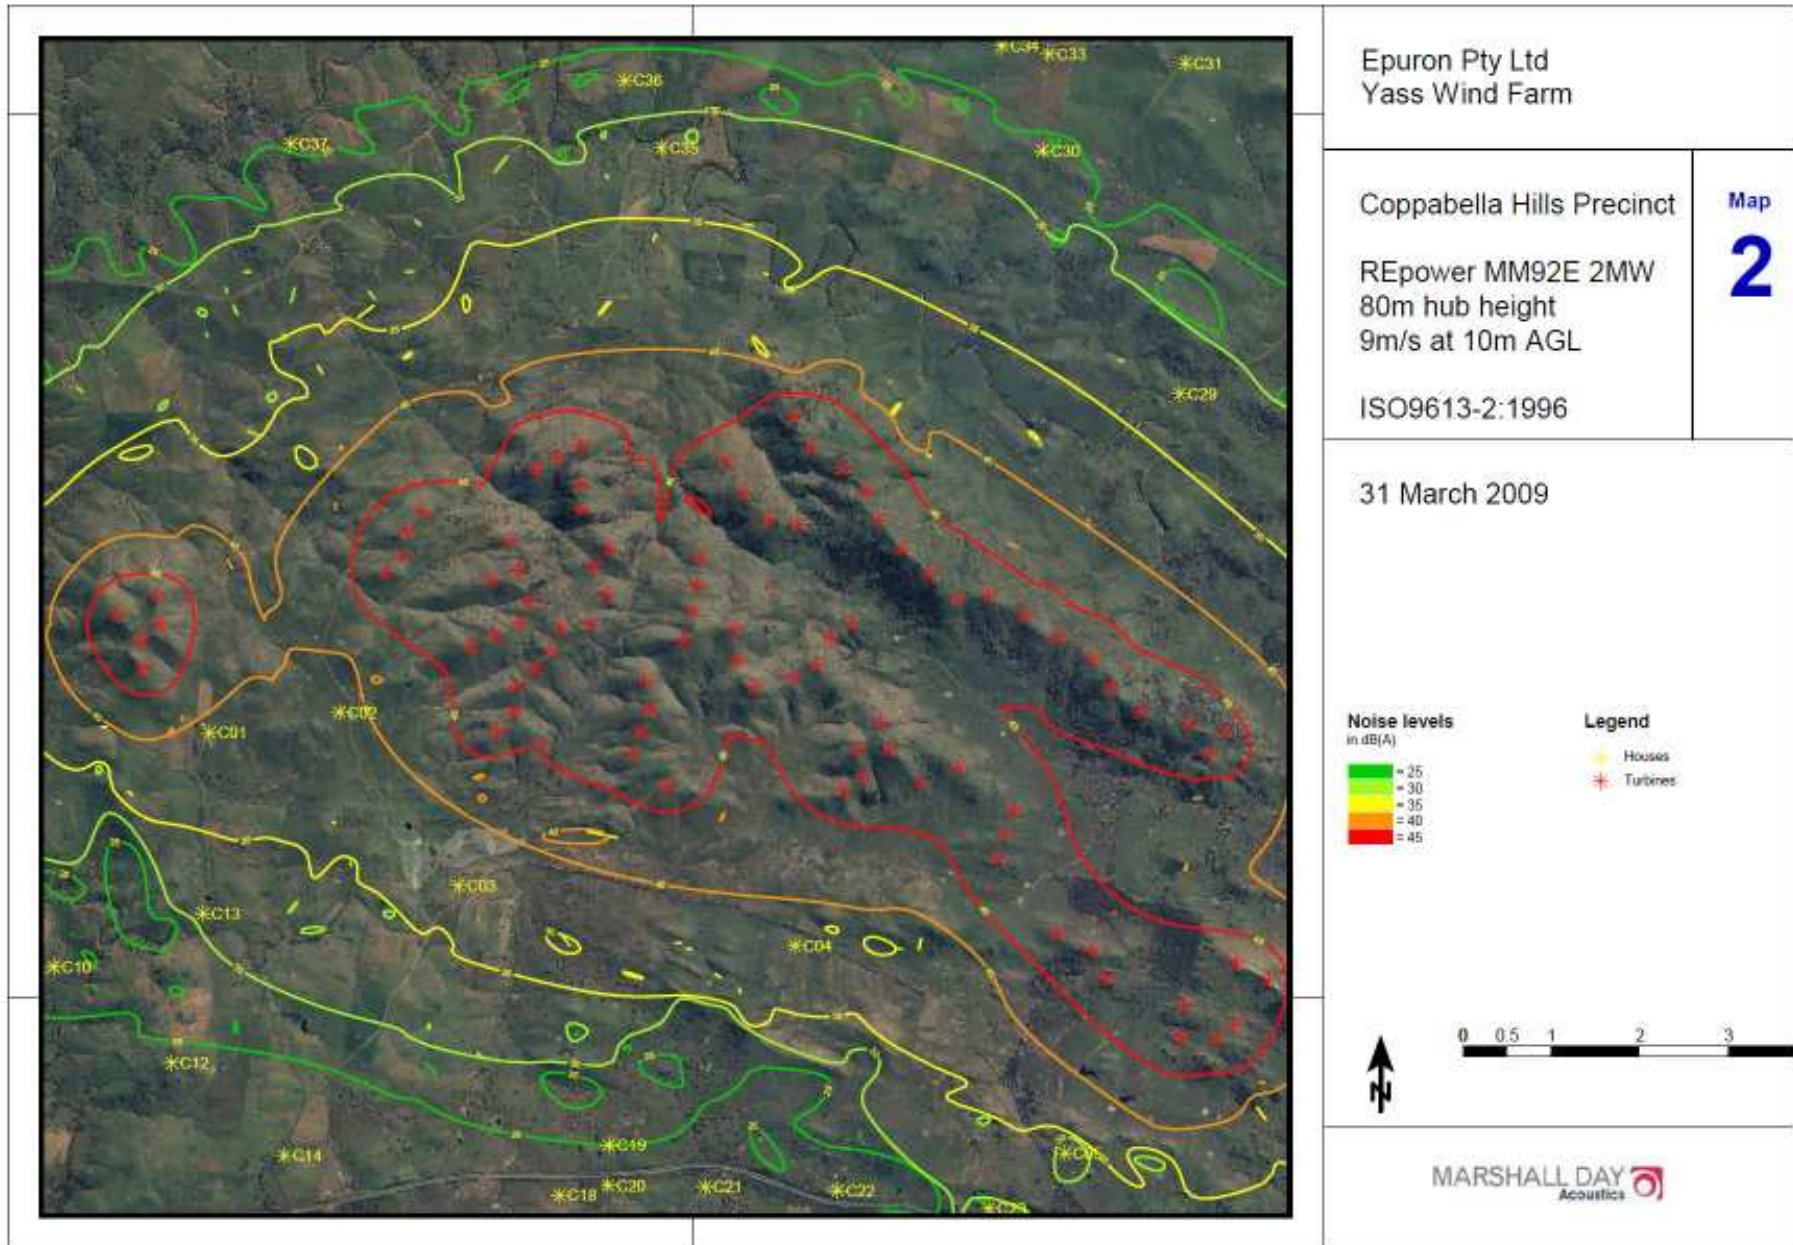 Epuron Pty Ltd
Yass Wind Farm
Coppabella Hills Precinct
REpower MM92E 2MW
80m hub height
9m/s at 10m AGL
ISO9613-2:1996
Map
2
31 March 2009
Noise levels
in dB(A)
= 25
= 30
= 35
= 40
= 45
Legend
Houses
Turbines
0 0.5 1 2 3
N
MARSHALL DAY
Acoustics
C34
C33
C31
C36
C37
C35
C30
C29
C02
C01
C03
C13
C04
C10
C12
C19
C14
C18
C20
C21
C22